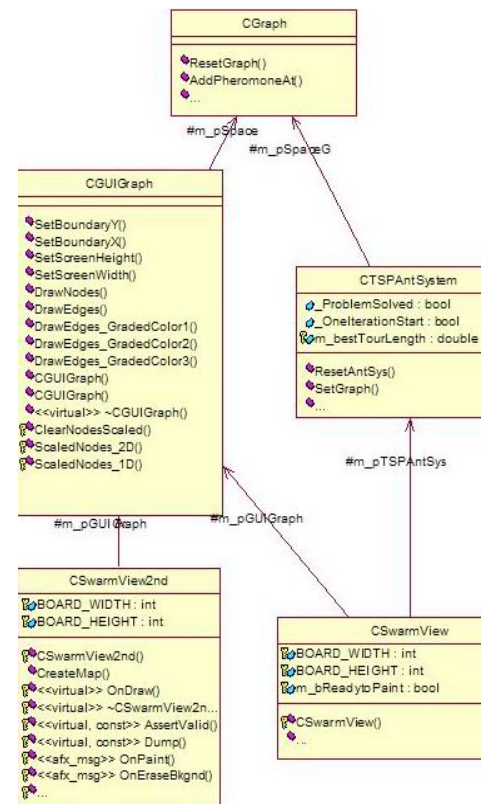 CGraph
ResetGraph()
AddPheromoneAt()
...
#m_pSpace
#m_pSpaceG
CGUIGraph
SetBoundaryY()
SetBoundaryX()
SetScreenHeight()
SetScreenWidth()
DrawNodes()
DrawEdges()
DrawEdges_GradedColor1()
DrawEdges_GradedColor2()
DrawEdges_GradedColor3()
CGUIGraph()
CGUIGraph()
<<virtual>> ~CGUIGraph()
ClearNodesScaled()
ScaledNodes_2D()
ScaledNodes_1D()
CTSPAntSystem
_ProblemSolved : bool
_OneIterationStart : bool
m_bestTourLength : double
ResetAntSys()
SetGraph()
...
#m_pTSPAntSys
#m_pGUIGraph
#m_pGUIGraph
CSwarmView2nd
BOARD_WIDTH : int
BOARD_HEIGHT : int
CSwarmView2nd()
CreateMap()
<<virtual>> OnDraw()
<<virtual>> ~CSwarmView2n...
<<virtual, const>> AssertValid()
<<virtual, const>> Dump()
<<afx_msg>> OnPaint()
<<afx_msg>> OnEraseBkgnd()
...
CSwarmView
BOARD_WIDTH : int
BOARD_HEIGHT : int
m_bReadytoPaint : bool
CSwarmView()
...